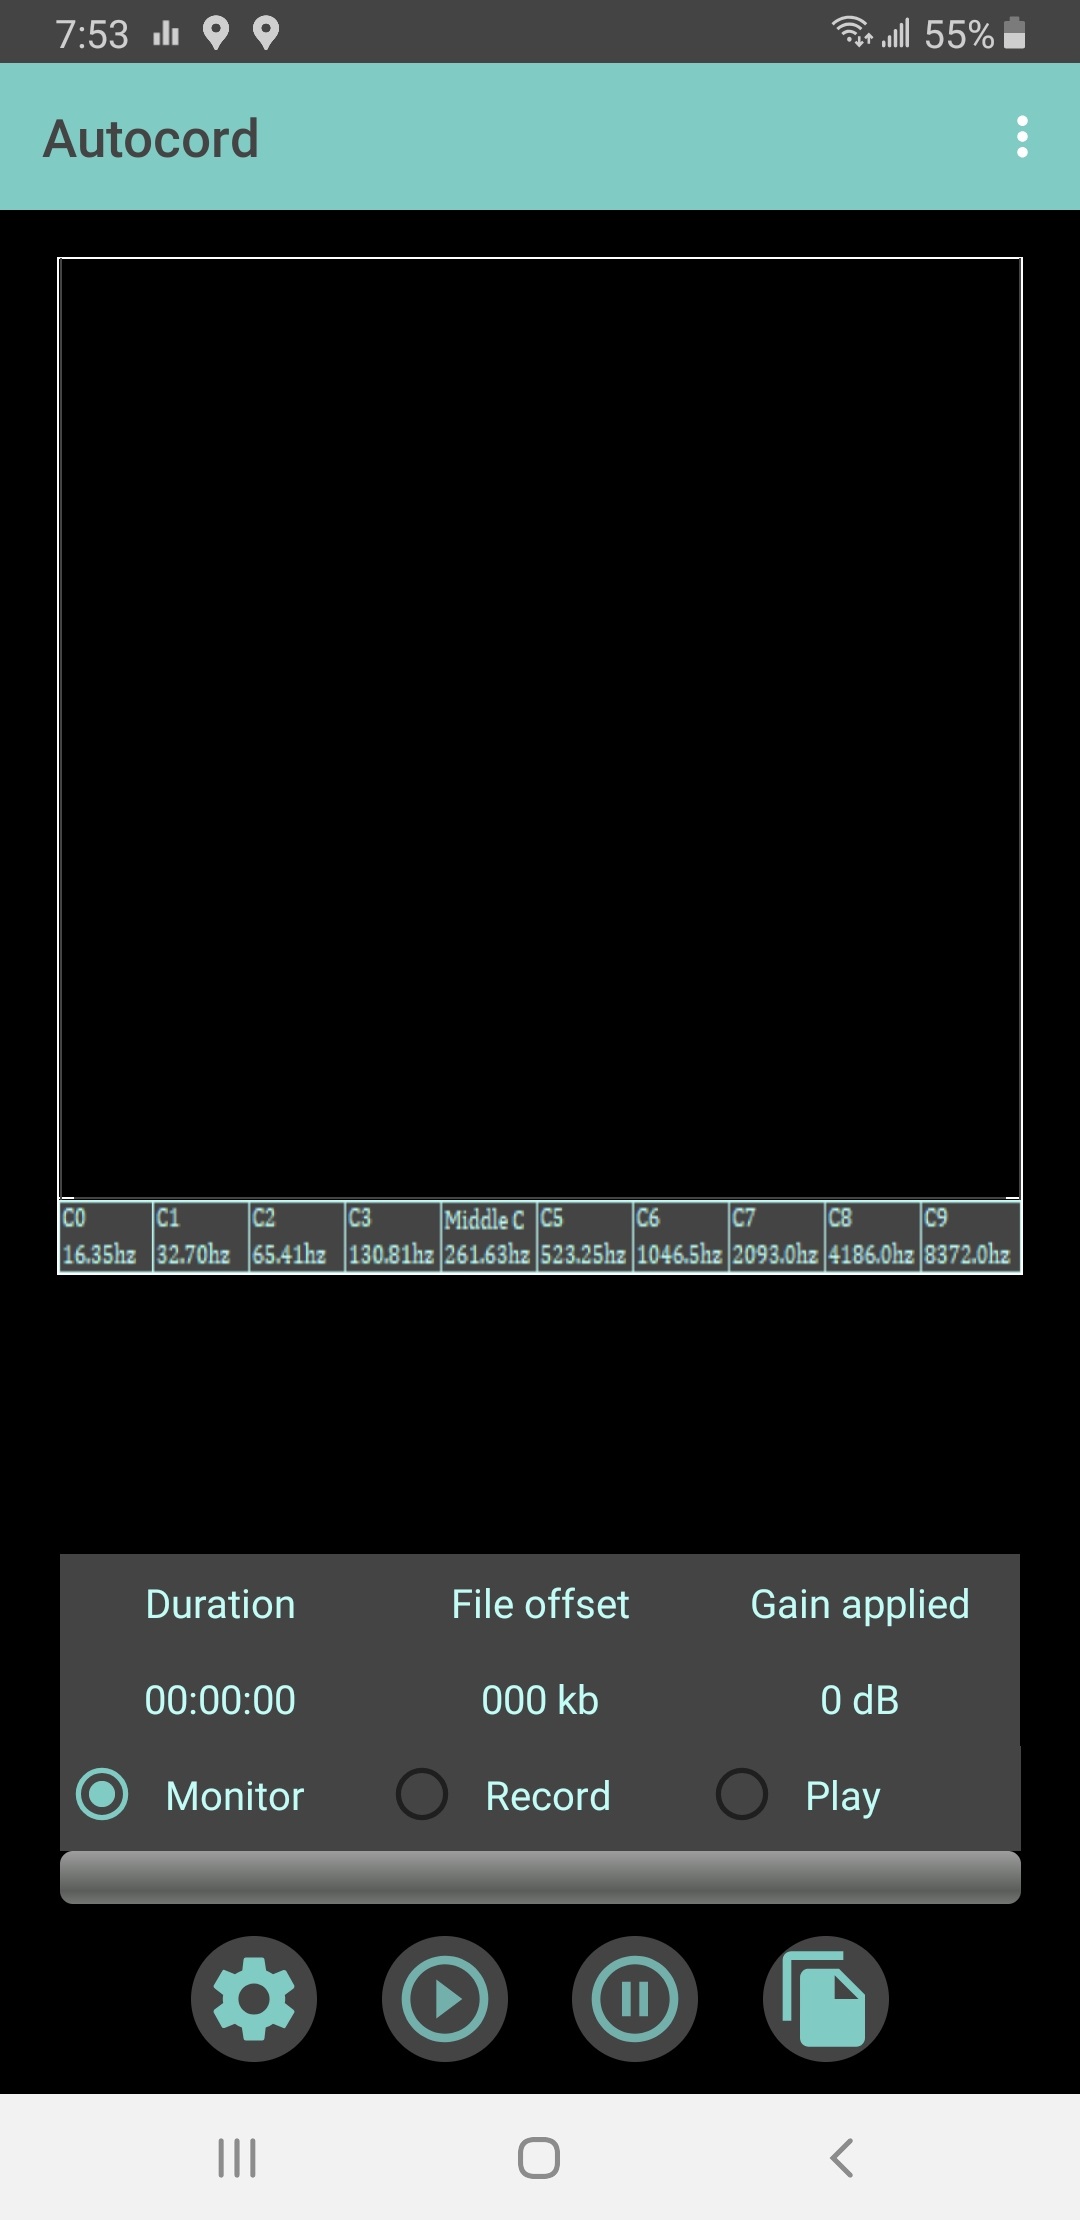 7:53 55%
Autocord
C0 C1 C2 C3 Middle C C5 C6 C7 C8 C9
16.35hz 32.70hz 65.41hz 130.81hz 261.63hz 523.25hz 1046.5hz 2093.0hz 4186.0hz 8372.0hz
Duration File offset Gain applied
00:00:00 000 kb 0 dB
Monitor Record Play